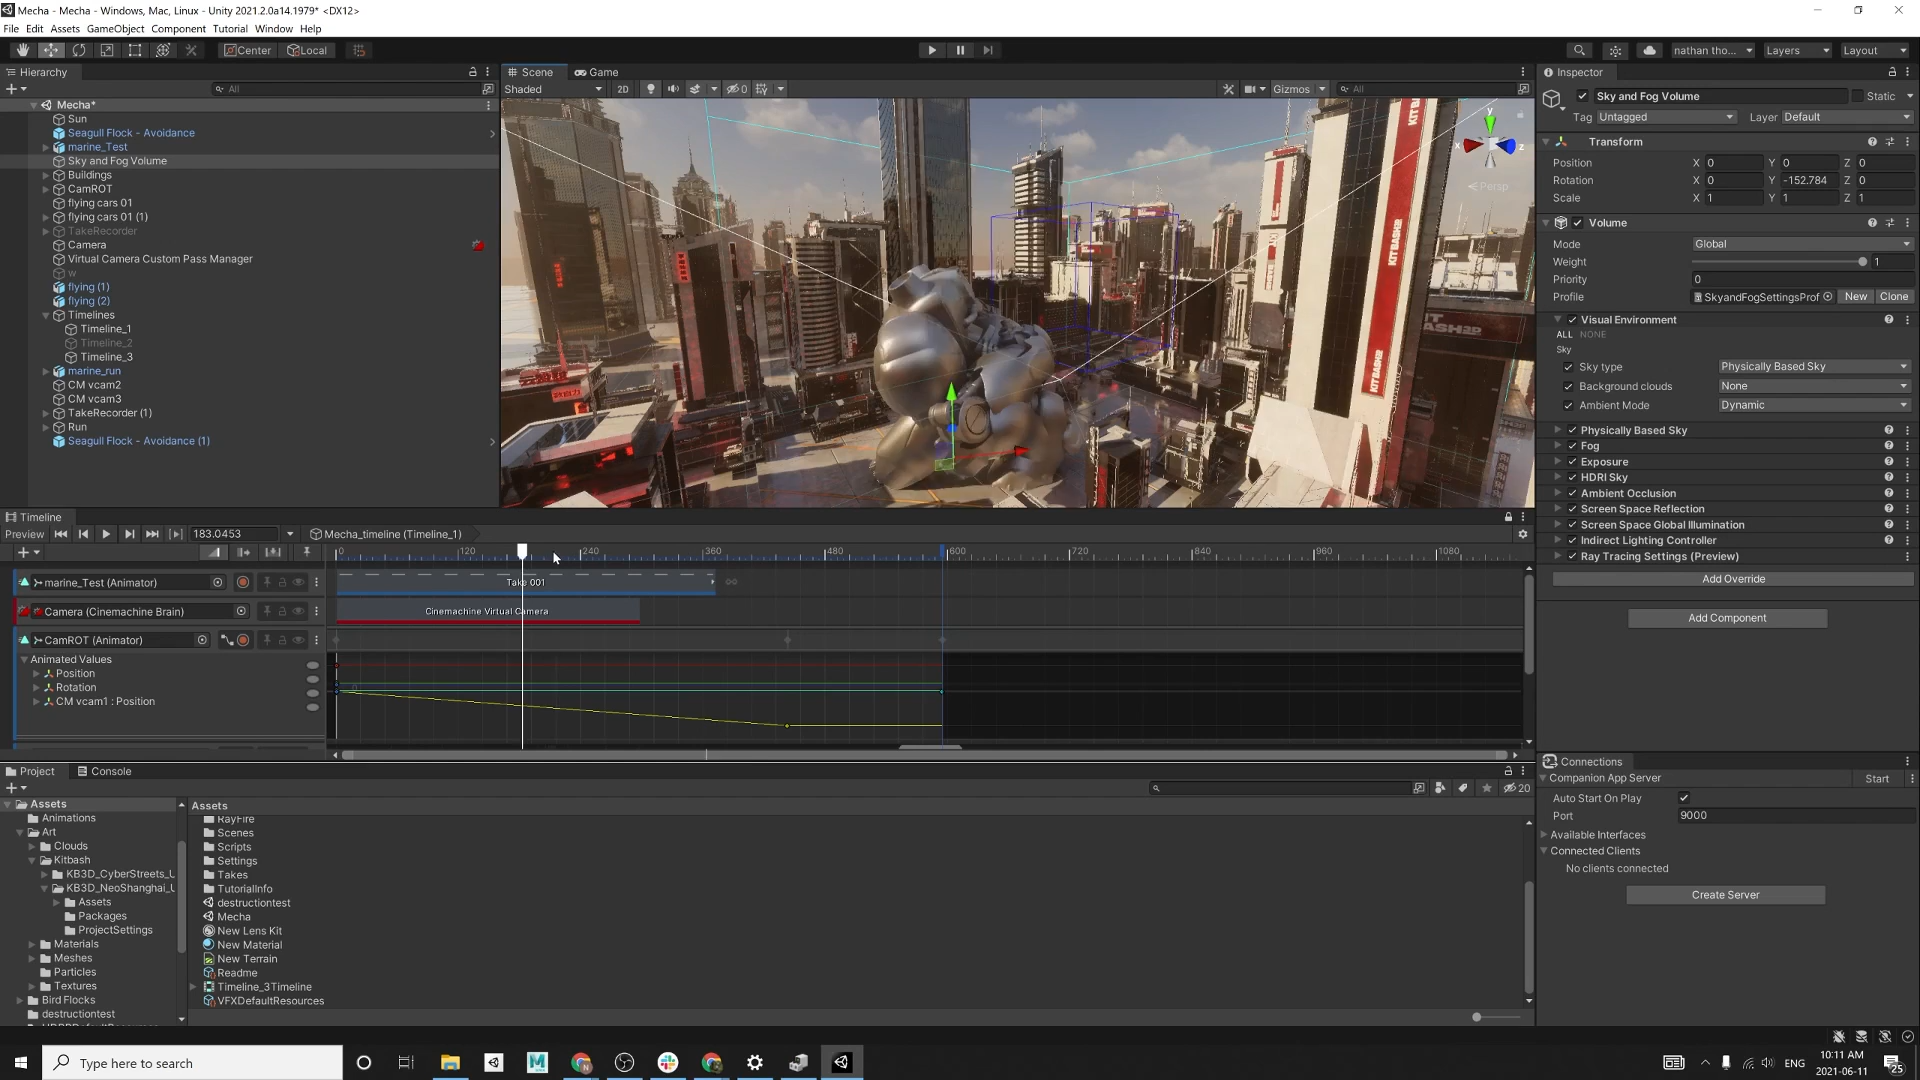 Mecha - Mecha - Windows, Mac, Linux - Unity 2021.2.0a14.1979* <DX12>
File Edit Assets GameObject Component Tutorial Window Help
Center Local nathan tho... Layers Layout
Hierarchy
All
Mecha*
Sun
Seagull Flock - Avoidance
marine_Test
Sky and Fog Volume
Buildings
CamROT
flying cars 01
flying cars 01 (1)
TakeRecorder
Camera
Virtual Camera Custom Pass Manager
w
flying (1)
flying (2)
Timelines
Timeline_1
Timeline_2
Timeline_3
marine_run
CM vcam2
CM vcam3
TakeRecorder (1)
Run
Seagull Flock - Avoidance (1)
Scene Game
Shaded 2D 0 Gizmos All
y
x z
Persp
KITBASH3D
KITBASH3D
KITBASH3D
Inspector
Sky and Fog Volume Static
Tag Untagged Layer Default
Transform
Position X 0 Y 0 Z 0
Rotation X 0 Y -152.784 Z 0
Scale X 1 Y 1 Z 1
Volume
Mode Global
Weight 1
Priority 0
Profile SkyandFogSettingsProf New Clone
Visual Environment
ALL NONE
Sky
Sky type Physically Based Sky
Background clouds None
Ambient Mode Dynamic
Physically Based Sky
Fog
Exposure
HDRI Sky
Ambient Occlusion
Screen Space Reflection
Screen Space Global Illumination
Indirect Lighting Controller
Ray Tracing Settings (Preview)
Add Override
Add Component
Timeline
Preview 183.0453 Mecha_timeline (Timeline_1)
0 120 240 360 480 600 720 840 960 1080
marine_Test (Animator) Take 001
Camera (Cinemachine Brain) Cinemachine Virtual Camera
CamROT (Animator)
Animated Values
Position
Rotation
CM vcam1 : Position
Project Console
20
Assets
Animations
Art
Clouds
Kitbash
KB3D_CyberStreets_U
KB3D_NeoShanghai_U
Assets
Packages
ProjectSettings
Materials
Meshes
Particles
Textures
Bird Flocks
destructiontest
Assets
RayFire
Scenes
Scripts
Settings
Takes
TutorialInfo
destructiontest
Mecha
New Lens Kit
New Material
New Terrain
Readme
Timeline_3Timeline
VFXDefaultResources
Connections
Companion App Server Start
Auto Start On Play
Port 9000
Available Interfaces
Connected Clients
No clients connected
Create Server
Type here to search
ENG
10:11 AM
2021-06-11
25